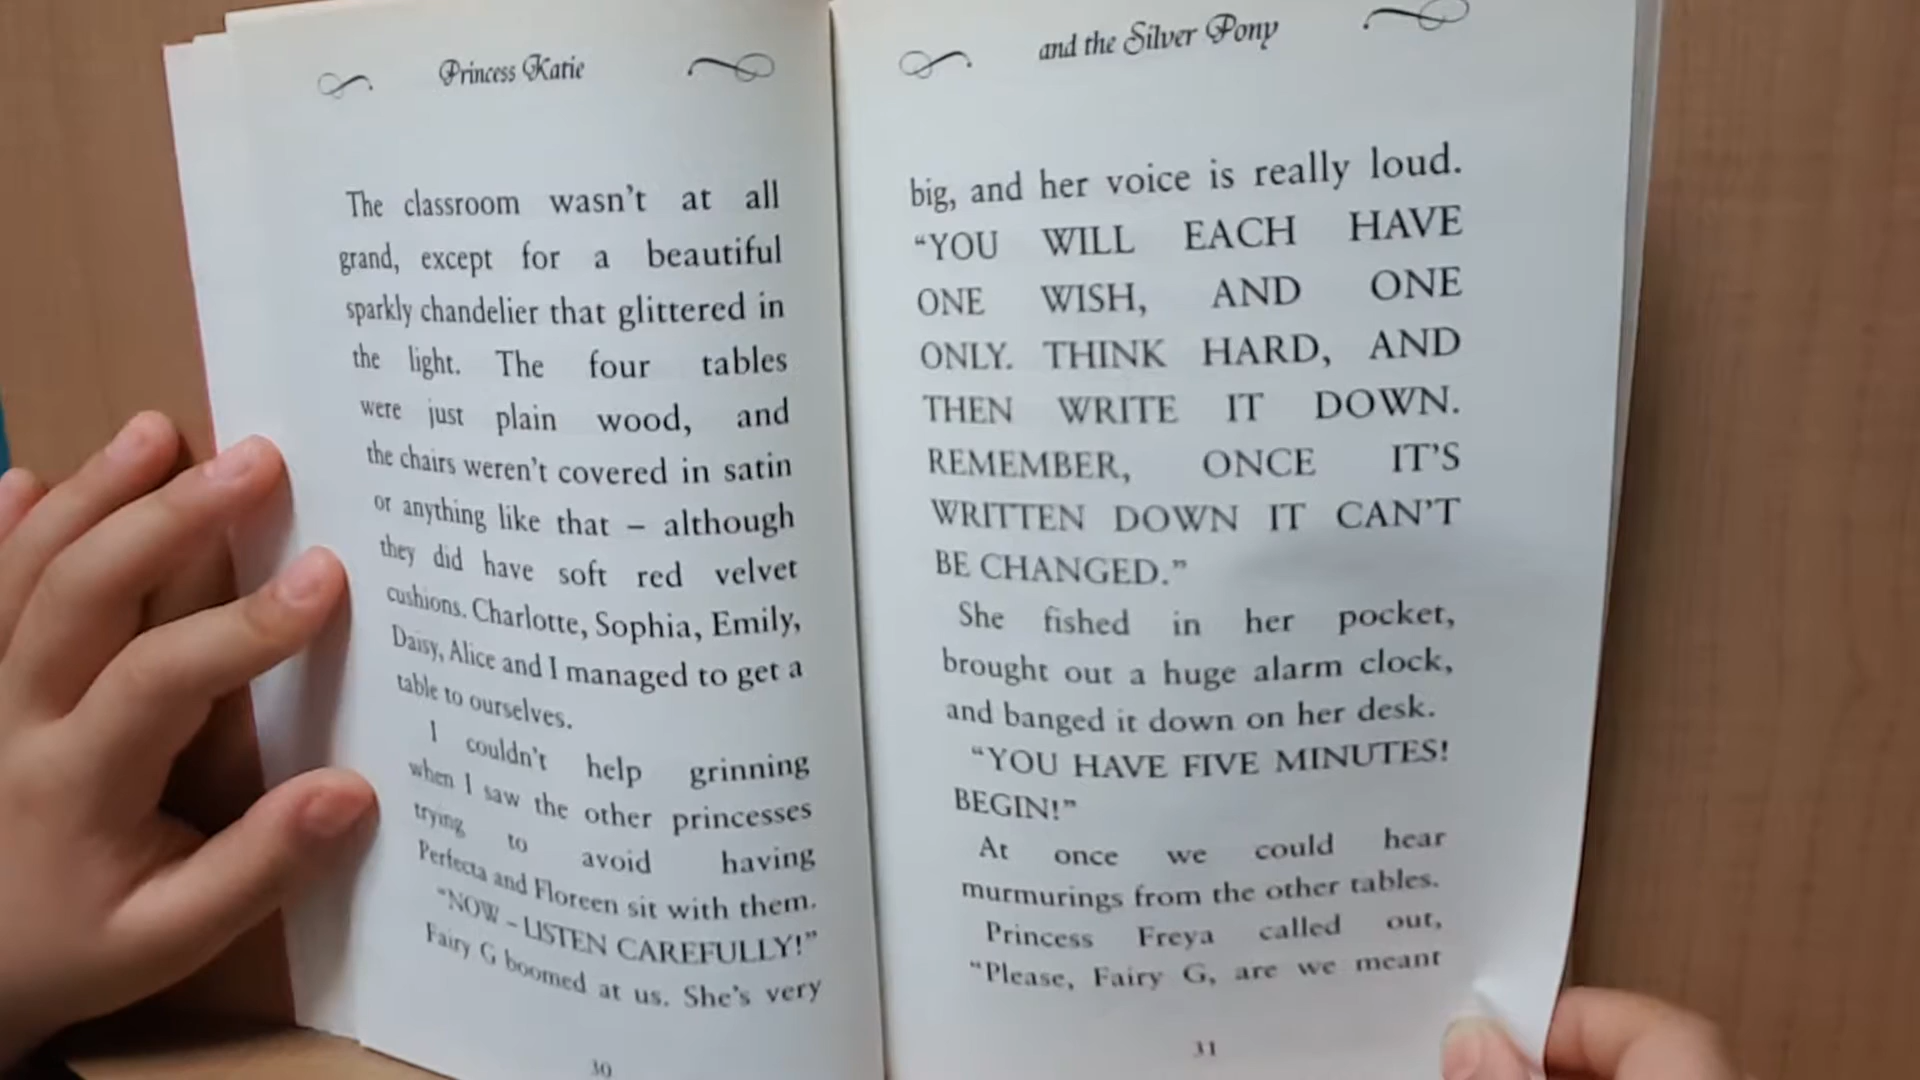 Princess Katie
The classroom wasn't at all
grand, except for a beautiful
sparkly chandelier that glittered in
the light. The four tables
were just plain wood, and
the chairs weren't covered in satin
or anything like that – although
they did have soft red velvet
cushions. Charlotte, Sophia, Emily,
Daisy, Alice and I managed to get a
table to ourselves.
I couldn't help grinning
when I saw the other princesses
trying to avoid having
Perfecta and Floreen sit with them.
“NOW – LISTEN CAREFULLY!”
Fairy G boomed at us. She's very
30
and the Silver Pony
big, and her voice is really loud.
“YOU WILL EACH HAVE
ONE WISH, AND ONE
ONLY. THINK HARD, AND
THEN WRITE IT DOWN.
REMEMBER, ONCE IT'S
WRITTEN DOWN IT CAN'T
BE CHANGED.”
She fished in her pocket,
brought out a huge alarm clock,
and banged it down on her desk.
“YOU HAVE FIVE MINUTES!
BEGIN!”
At once we could hear
murmurings from the other tables.
Princess Freya called out,
“Please, Fairy G, are we meant
31